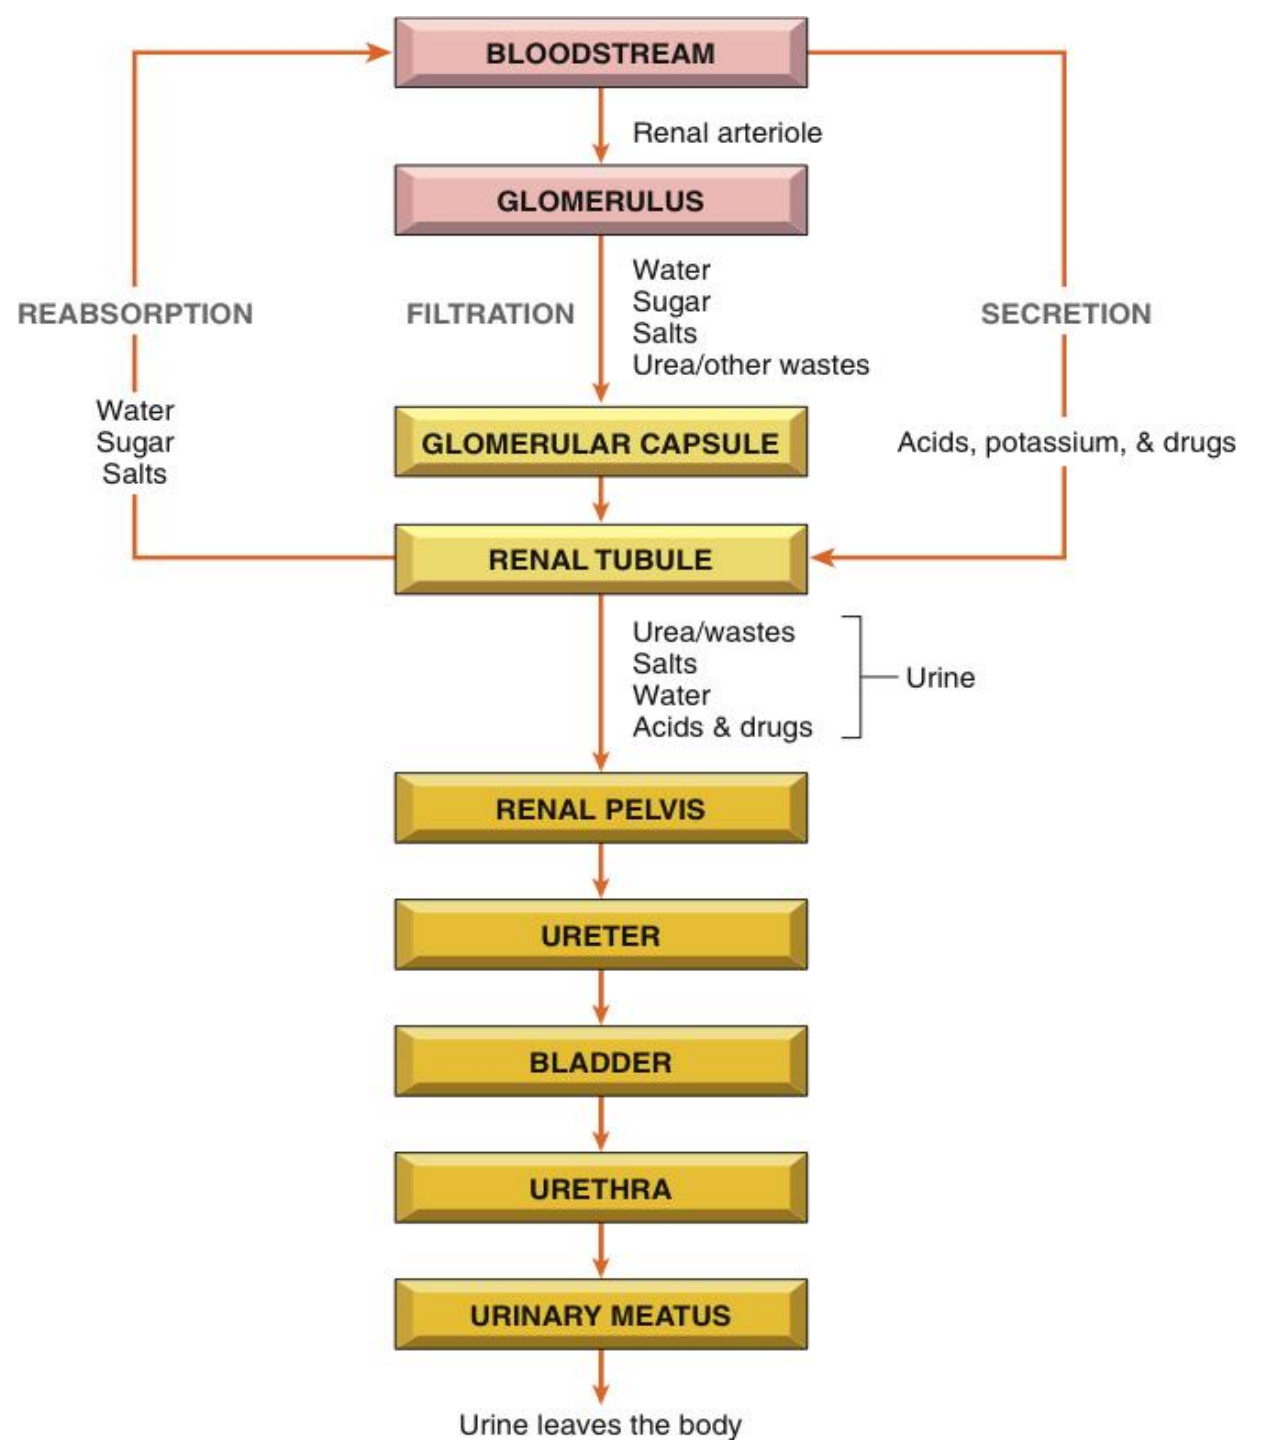 BLOODSTREAM
Renal arteriole
GLOMERULUS
REABSORPTION
FILTRATION
Water
Sugar
Salts
Urea/other wastes
SECRETION
Water
Sugar
Salts
GLOMERULAR CAPSULE
Acids, potassium, & drugs
RENAL TUBULE
Urea/wastes
Salts
Water
Acids & drugs
Urine
RENAL PELVIS
URETER
BLADDER
URETHRA
URINARY MEATUS
Urine leaves the body